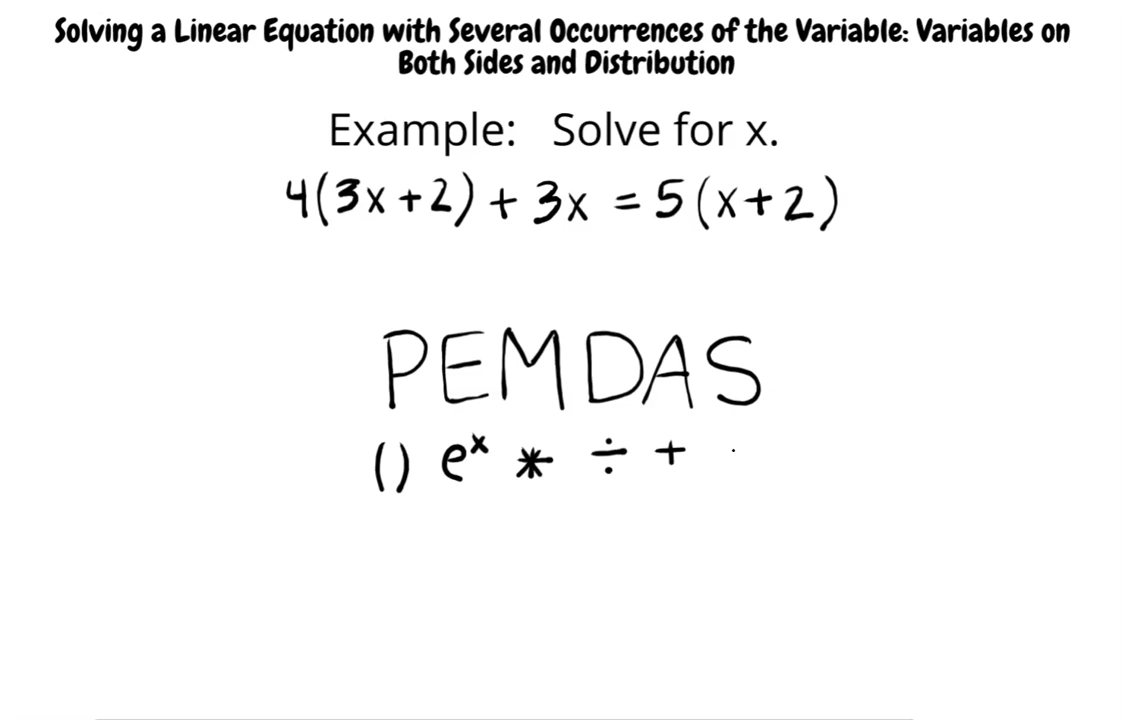 Solving a Linear Equation with Several Occurrences of the Variable: Variables on
Both Sides and Distribution
Example: Solve for x.
4(3x+2)+3x=5(x+2)
PEMDAS
() eˣ * ÷ +